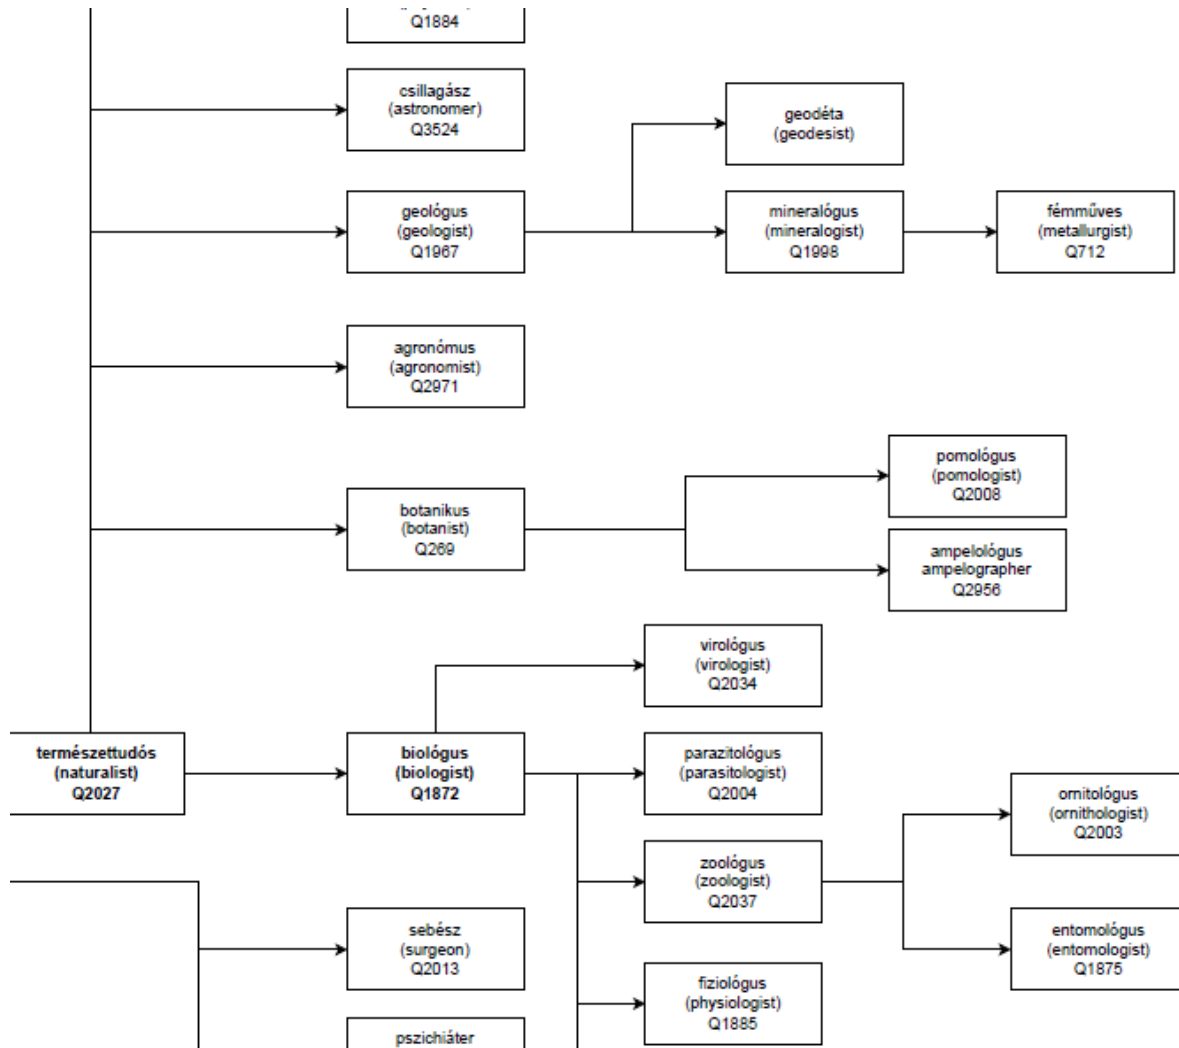 Q1884
csillagász
(astronomer)
Q3524
geodéta
(geodesist)
geológus
(geologist)
Q1967
mineralógus
(mineralogist)
Q1998
fémműves
(metallurgist)
Q712
agronómus
(agronomist)
Q2971
pomológus
(pomologist)
Q2008
botanikus
(botanist)
Q269
ampelológus
ampelographer
Q2956
virológus
(virologist)
Q2034
természettudós
(naturalist)
Q2027
biológus
(biologist)
Q1872
parazitológus
(parasitologist)
Q2004
ornitológus
(ornithologist)
Q2003
zoológus
(zoologist)
Q2037
sebész
(surgeon)
Q2013
entomológus
(entomologist)
Q1875
fiziológus
(physiologist)
Q1885
pszichiáter